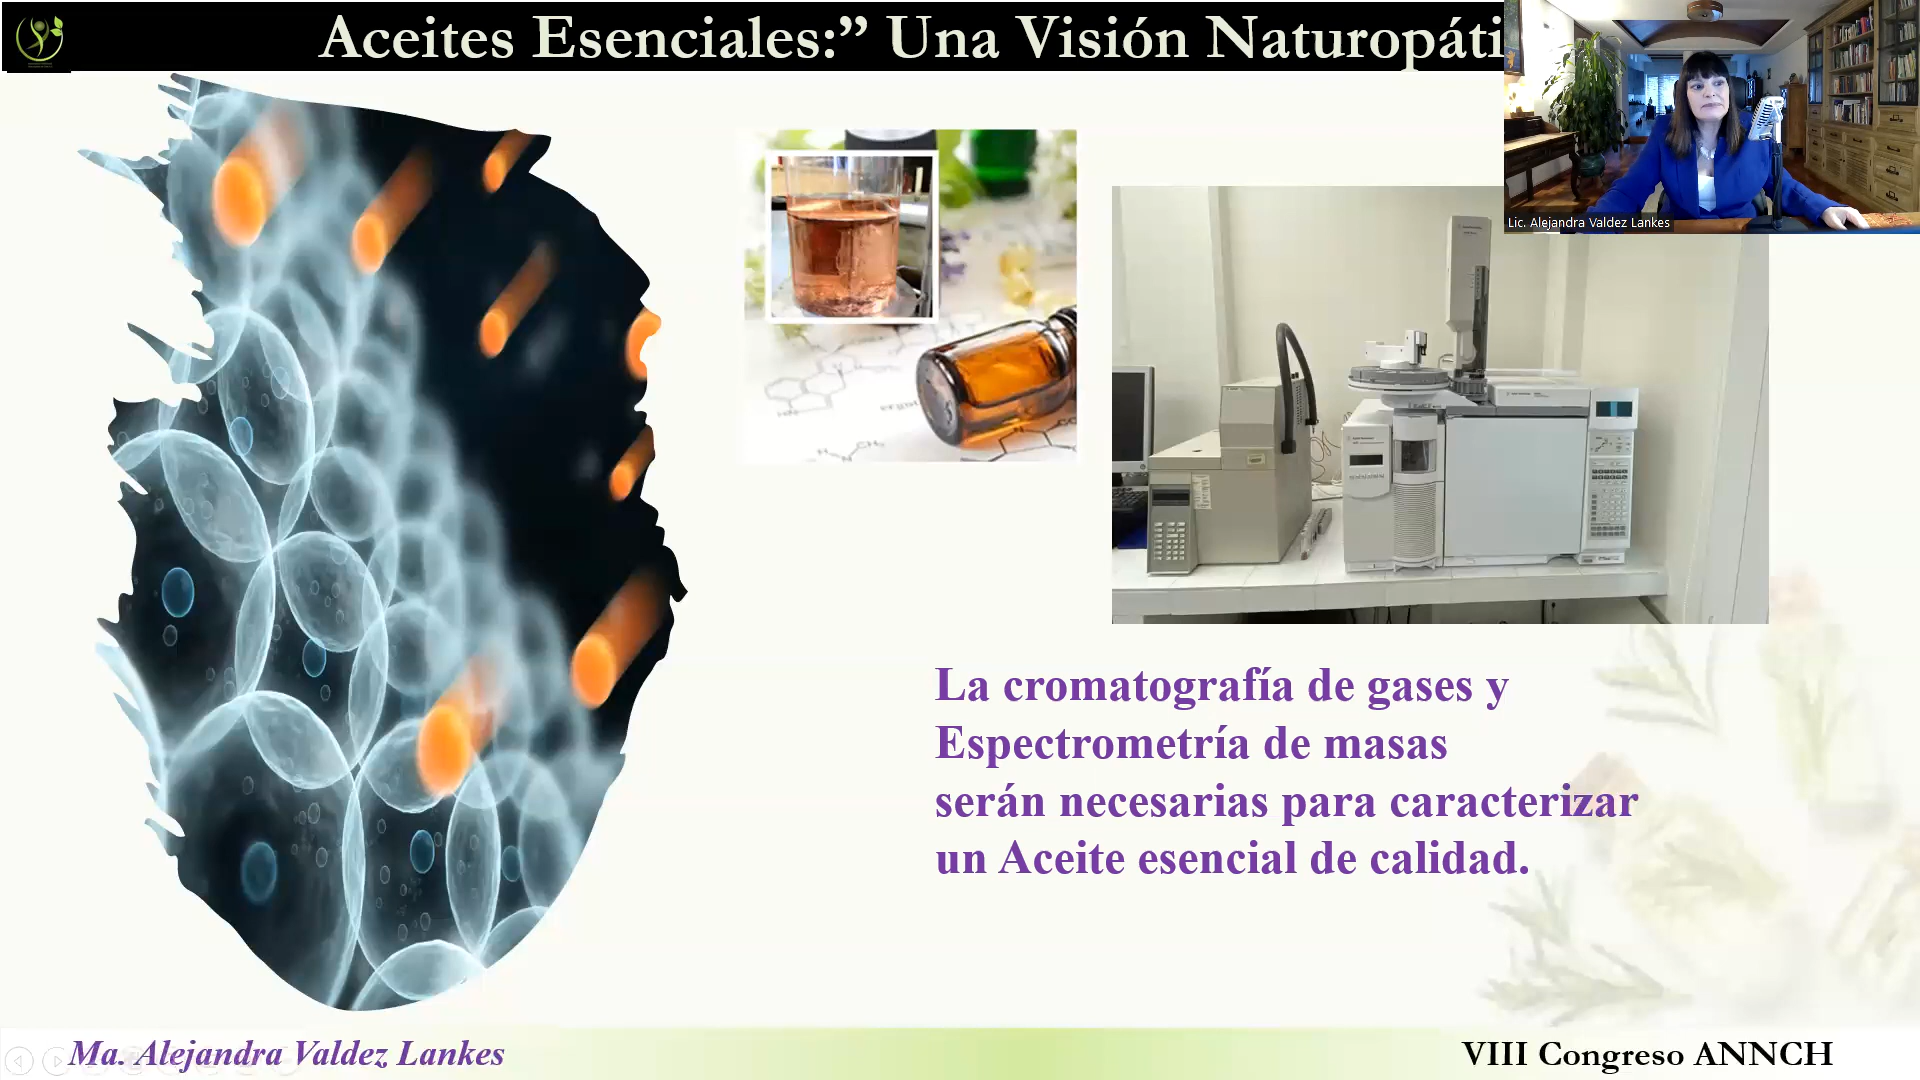 Aceites Esenciales:” Una Visión Naturopáti
Lic. Alejandra Valdez Lankes
La cromatografía de gases y
Espectrometría de masas
serán necesarias para caracterizar
un Aceite esencial de calidad.
Ma. Alejandra Valdez Lankes
VIII Congreso ANNCH